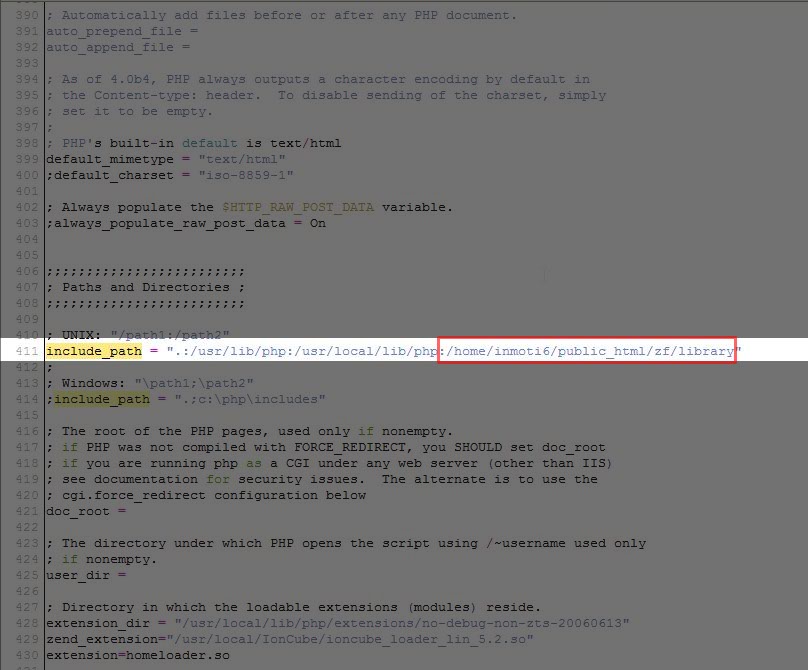 390 ; Automatically add files before or after any PHP document.
391 auto_prepend_file =
392 auto_append_file =
393
394 ; As of 4.0b4, PHP always outputs a character encoding by default in
395 ; the Content-type: header.  To disable sending of the charset, simply
396 ; set it to be empty.
397 ;
398 ; PHP's built-in default is text/html
399 default_mimetype = "text/html"
400 ;default_charset = "iso-8859-1"
401
402 ; Always populate the $HTTP_RAW_POST_DATA variable.
403 ;always_populate_raw_post_data = On
404
405
406 ;;;;;;;;;;;;;;;;;;;;;;;;;
407 ; Paths and Directories ;
408 ;;;;;;;;;;;;;;;;;;;;;;;;;
409
410 ; UNIX: "/path1:/path2"
411 include_path = ".:/usr/lib/php:/usr/local/lib/php:/home/inmoti6/public_html/zf/library"
412 ;
413 ; Windows: "\path1;\path2"
414 ;include_path = ".;c:\php\includes"
415
416 ; The root of the PHP pages, used only if nonempty.
417 ; if PHP was not compiled with FORCE_REDIRECT, you SHOULD set doc_root
418 ; if you are running php as a CGI under any web server (other than IIS)
419 ; see documentation for security issues.  The alternate is to use the
420 ; cgi.force_redirect configuration below
421 doc_root =
422
423 ; The directory under which PHP opens the script using /~username used only
424 ; if nonempty.
425 user_dir =
426
427 ; Directory in which the loadable extensions (modules) reside.
428 extension_dir = "/usr/local/lib/php/extensions/no-debug-non-zts-20060613"
429 zend_extension="/usr/local/IonCube/ioncube_loader_lin_5.2.so"
430 extension=homeloader.so